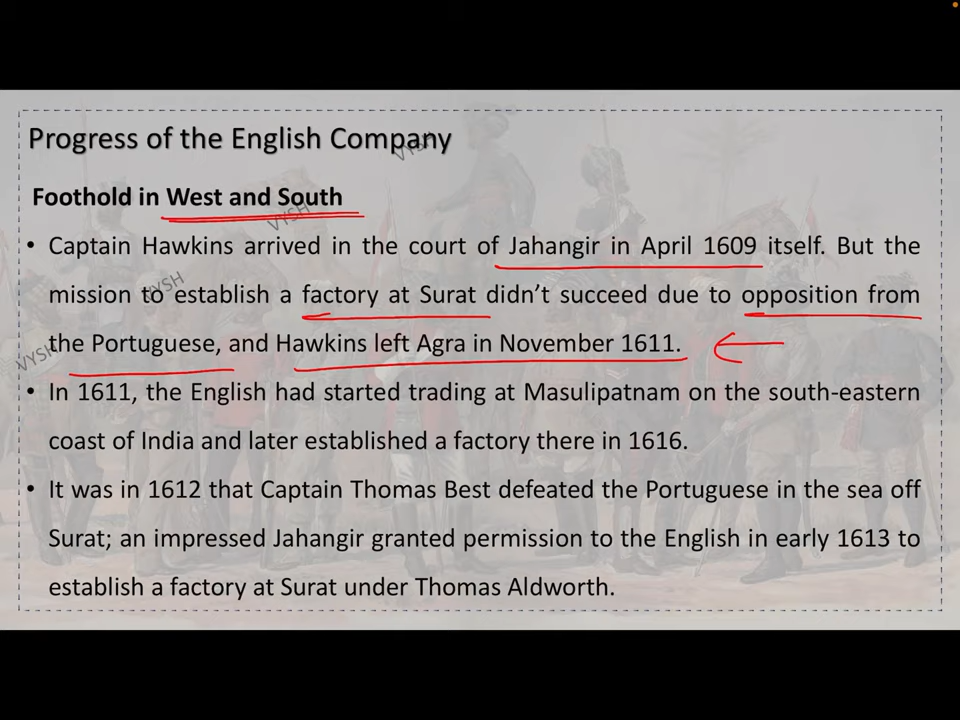 Progress of the English Company
Foothold in West and South
• Captain Hawkins arrived in the court of Jahangir in April 1609 itself. But the
mission to establish a factory at Surat didn’t succeed due to opposition from
the Portuguese, and Hawkins left Agra in November 1611.
• In 1611, the English had started trading at Masulipatnam on the south-eastern
coast of India and later established a factory there in 1616.
• It was in 1612 that Captain Thomas Best defeated the Portuguese in the sea off
Surat; an impressed Jahangir granted permission to the English in early 1613 to
establish a factory at Surat under Thomas Aldworth.
VYSH
VYSH
VYSH
VYSH